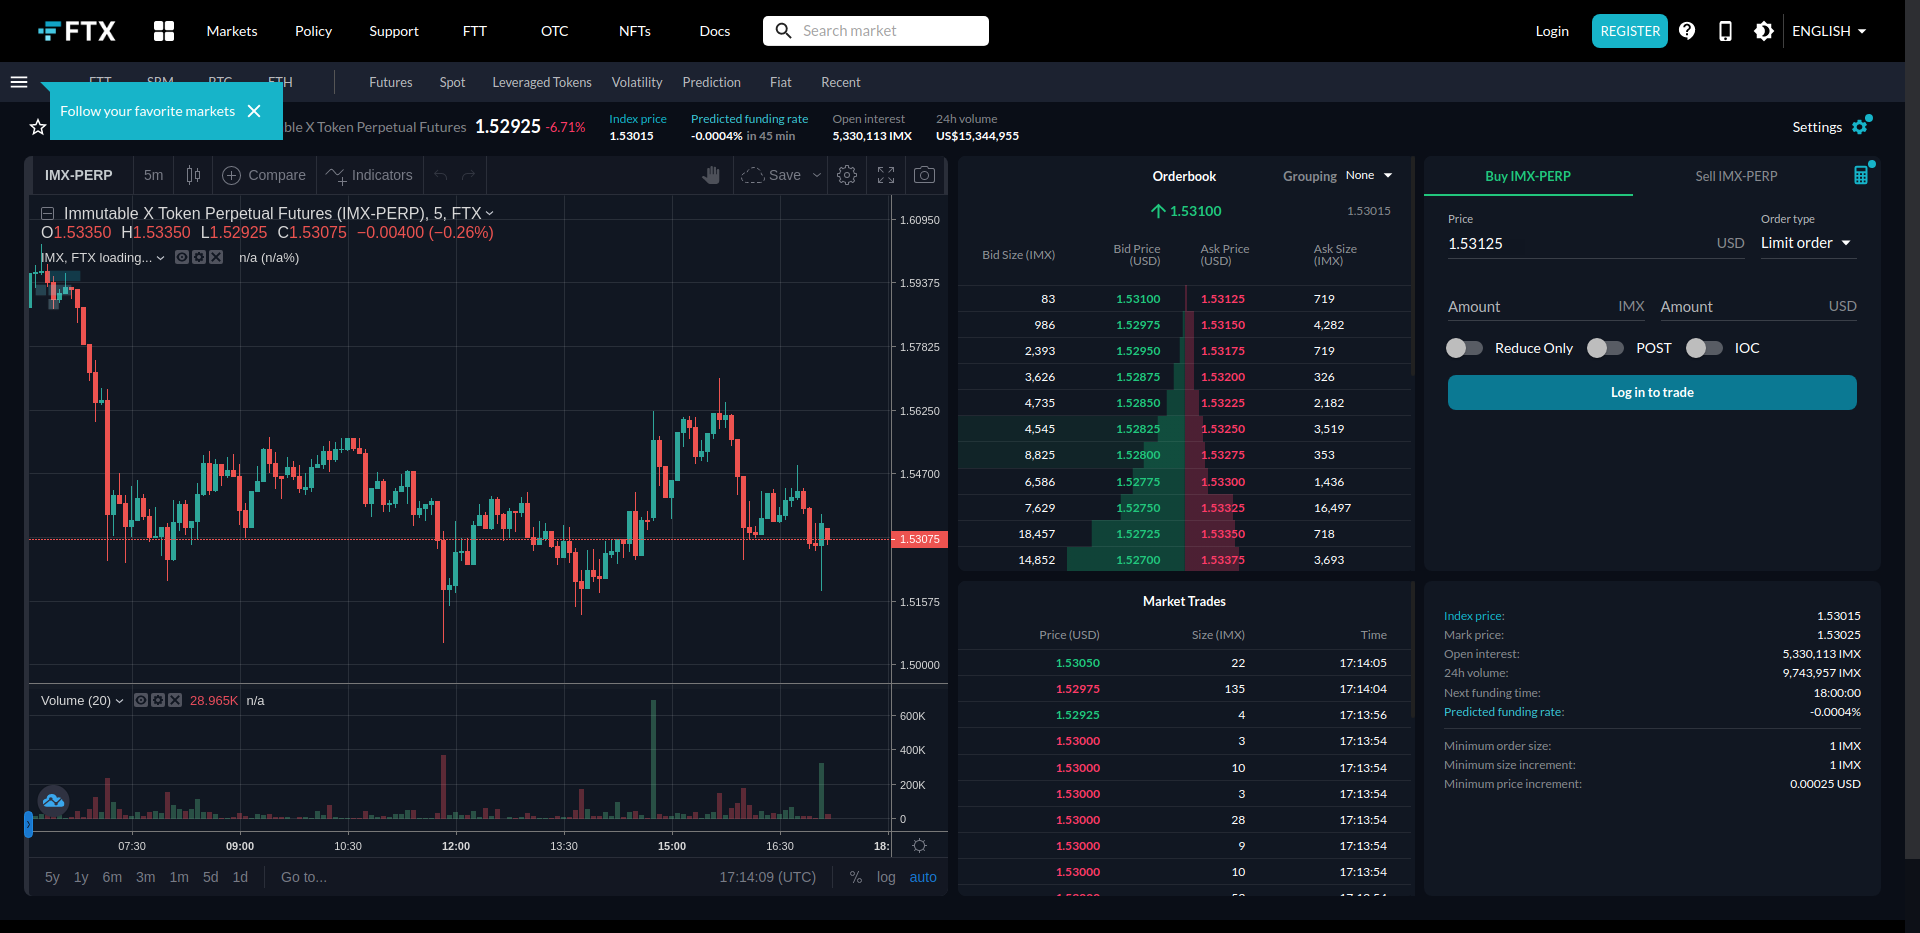 FTX Markets Policy Support FTT OTC NFTs Docs Search market Login REGISTER ENGLISH
FTT SRM BTC ETH Futures Spot Leveraged Tokens Volatility Prediction Fiat Recent
Follow your favorite markets
ble X Token Perpetual Futures 1.52925 -6.71%
Index price
1.53015
Predicted funding rate
-0.0004% in 45 min
Open interest
5,330,113 IMX
24h volume
US$15,344,955
Settings
IMX-PERP 5m Compare Indicators Save
Immutable X Token Perpetual Futures (IMX-PERP), 5, FTX
O1.53350 H1.53350 L1.52925 C1.53075 −0.00400 (−0.26%)
IMX, FTX loading... n/a (n/a%)
1.60950
1.59375
1.57825
1.56250
1.54700
1.53075
1.51575
1.50000
Volume (20) 28.965K n/a
600K
400K
200K
0
07:30 09:00 10:30 12:00 13:30 15:00 16:30 18:
5y 1y 6m 3m 1m 5d 1d Go to... 17:14:09 (UTC) % log auto
Orderbook Grouping None
1.53100 1.53015
Bid Size (IMX) Bid Price (USD) Ask Price (USD) Ask Size (IMX)
83 1.53100 1.53125 719
986 1.52975 1.53150 4,282
2,393 1.52950 1.53175 719
3,626 1.52875 1.53200 326
4,735 1.52850 1.53225 2,182
4,545 1.52825 1.53250 3,519
8,825 1.52800 1.53275 353
6,586 1.52775 1.53300 1,436
7,629 1.52750 1.53325 16,497
18,457 1.52725 1.53350 718
14,852 1.52700 1.53375 3,693
Market Trades
Price (USD) Size (IMX) Time
1.53050 22 17:14:05
1.52975 135 17:14:04
1.52925 4 17:13:56
1.53000 3 17:13:54
1.53000 10 17:13:54
1.53000 3 17:13:54
1.53000 28 17:13:54
1.53000 9 17:13:54
1.53000 10 17:13:54
Buy IMX-PERP Sell IMX-PERP
Price Order type
1.53125 USD Limit order
Amount IMX Amount USD
Reduce Only POST IOC
Log in to trade
Index price: 1.53015
Mark price: 1.53025
Open interest: 5,330,113 IMX
24h volume: 9,743,957 IMX
Next funding time: 18:00:00
Predicted funding rate: -0.0004%
Minimum order size: 1 IMX
Minimum size increment: 1 IMX
Minimum price increment: 0.00025 USD